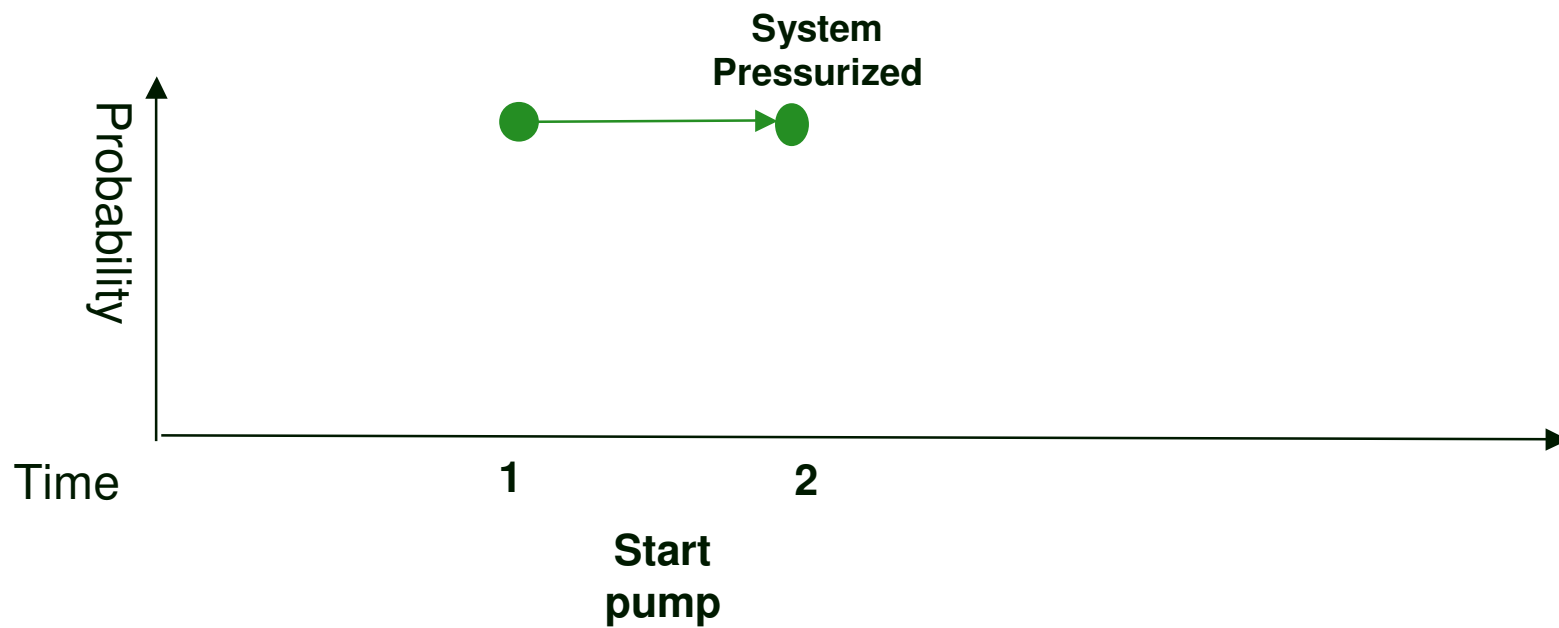 System
Pressurized
Probability
Time
1
2
Start
pump